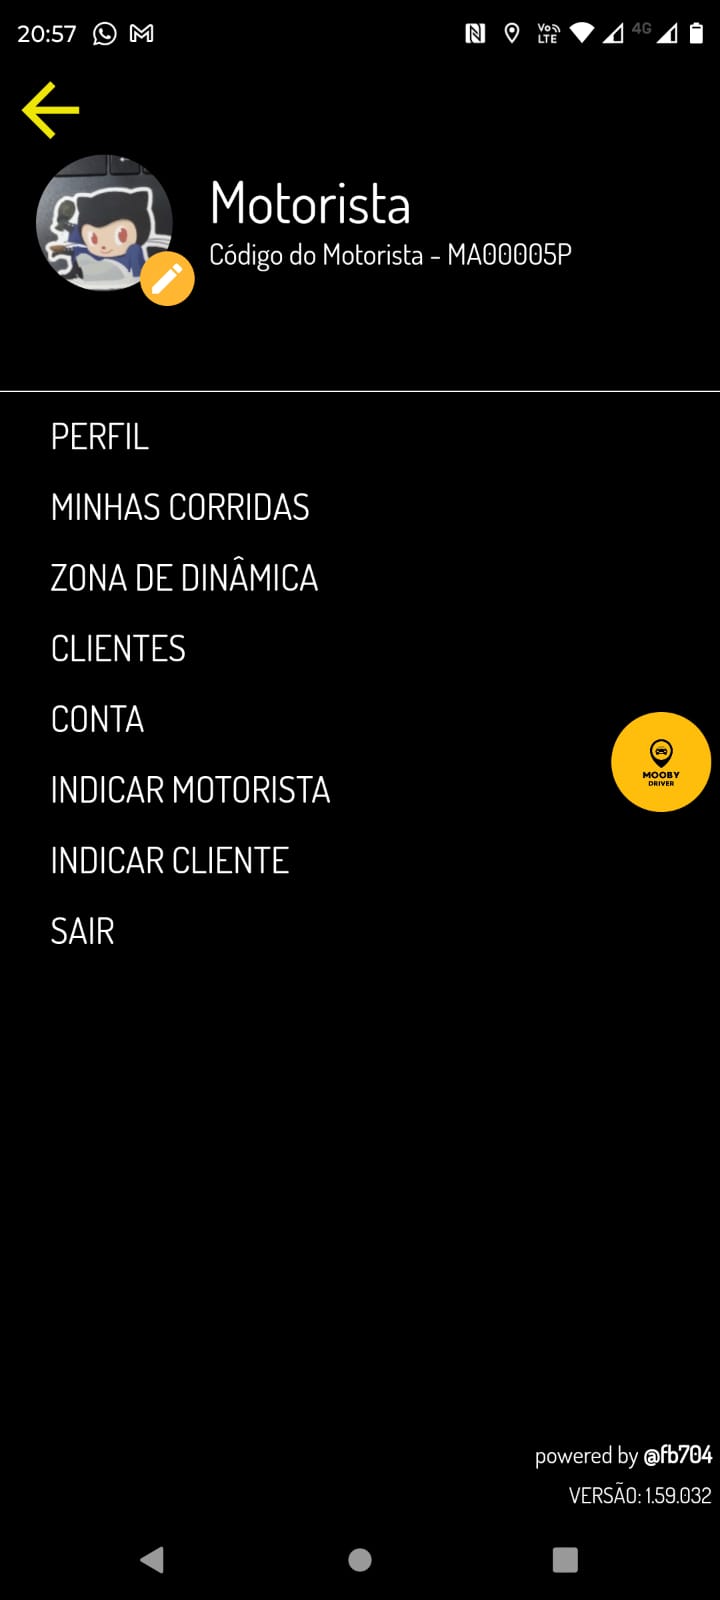 20:57
Vo LTE 4G
Motorista
Código do Motorista - MA00005P
PERFIL
MINHAS CORRIDAS
ZONA DE DINÂMICA
CLIENTES
CONTA
MOOBY
DRIVER
INDICAR MOTORISTA
INDICAR CLIENTE
SAIR
powered by @fb704
VERSÃO: 1.59.032